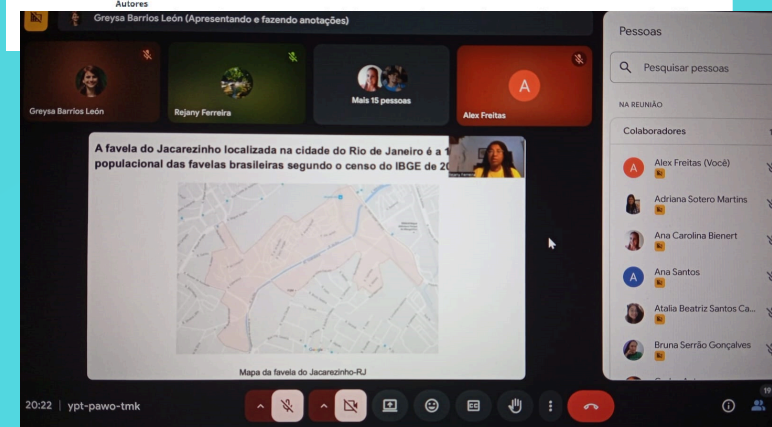 Autores
Greysa Barrios León (Apresentando e fazendo anotações)
Pessoas
Pesquisar pessoas
NA REUNIÃO
Colaboradores
Greysa Barrios León
Rejany Ferreira
Mais 15 pessoas
A
Alex Freitas
A favela do Jacarezinho localizada na cidade do Rio de Janeiro é a
populacional das favelas brasileiras segundo o censo do IBGE de
Mapa da favela do Jacarezinho-RJ
A
Alex Freitas (Você)
Adriana Sotero Martins
Ana Carolina Bienert
A
Ana Santos
Atalia Beatriz Santos Ca...
Bruna Serrão Gonçalves
20:22 | ypt-pawo-tmk
CC
19